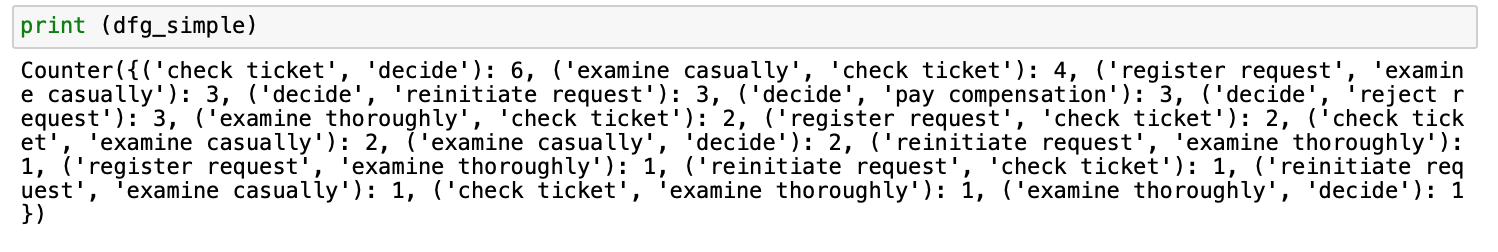 print (dfg_simple)
Counter({('check ticket', 'decide'): 6, ('examine casually', 'check ticket'): 4, ('register request', 'examin
e casually'): 3, ('decide', 'reinitiate request'): 3, ('decide', 'pay compensation'): 3, ('decide', 'reject r
equest'): 3, ('examine thoroughly', 'check ticket'): 2, ('register request', 'check ticket'): 2, ('check tick
et', 'examine casually'): 2, ('examine casually', 'decide'): 2, ('reinitiate request', 'examine thoroughly'):
1, ('register request', 'examine thoroughly'): 1, ('reinitiate request', 'check ticket'): 1, ('reinitiate req
uest', 'examine casually'): 1, ('check ticket', 'examine thoroughly'): 1, ('examine thoroughly', 'decide'): 1
})